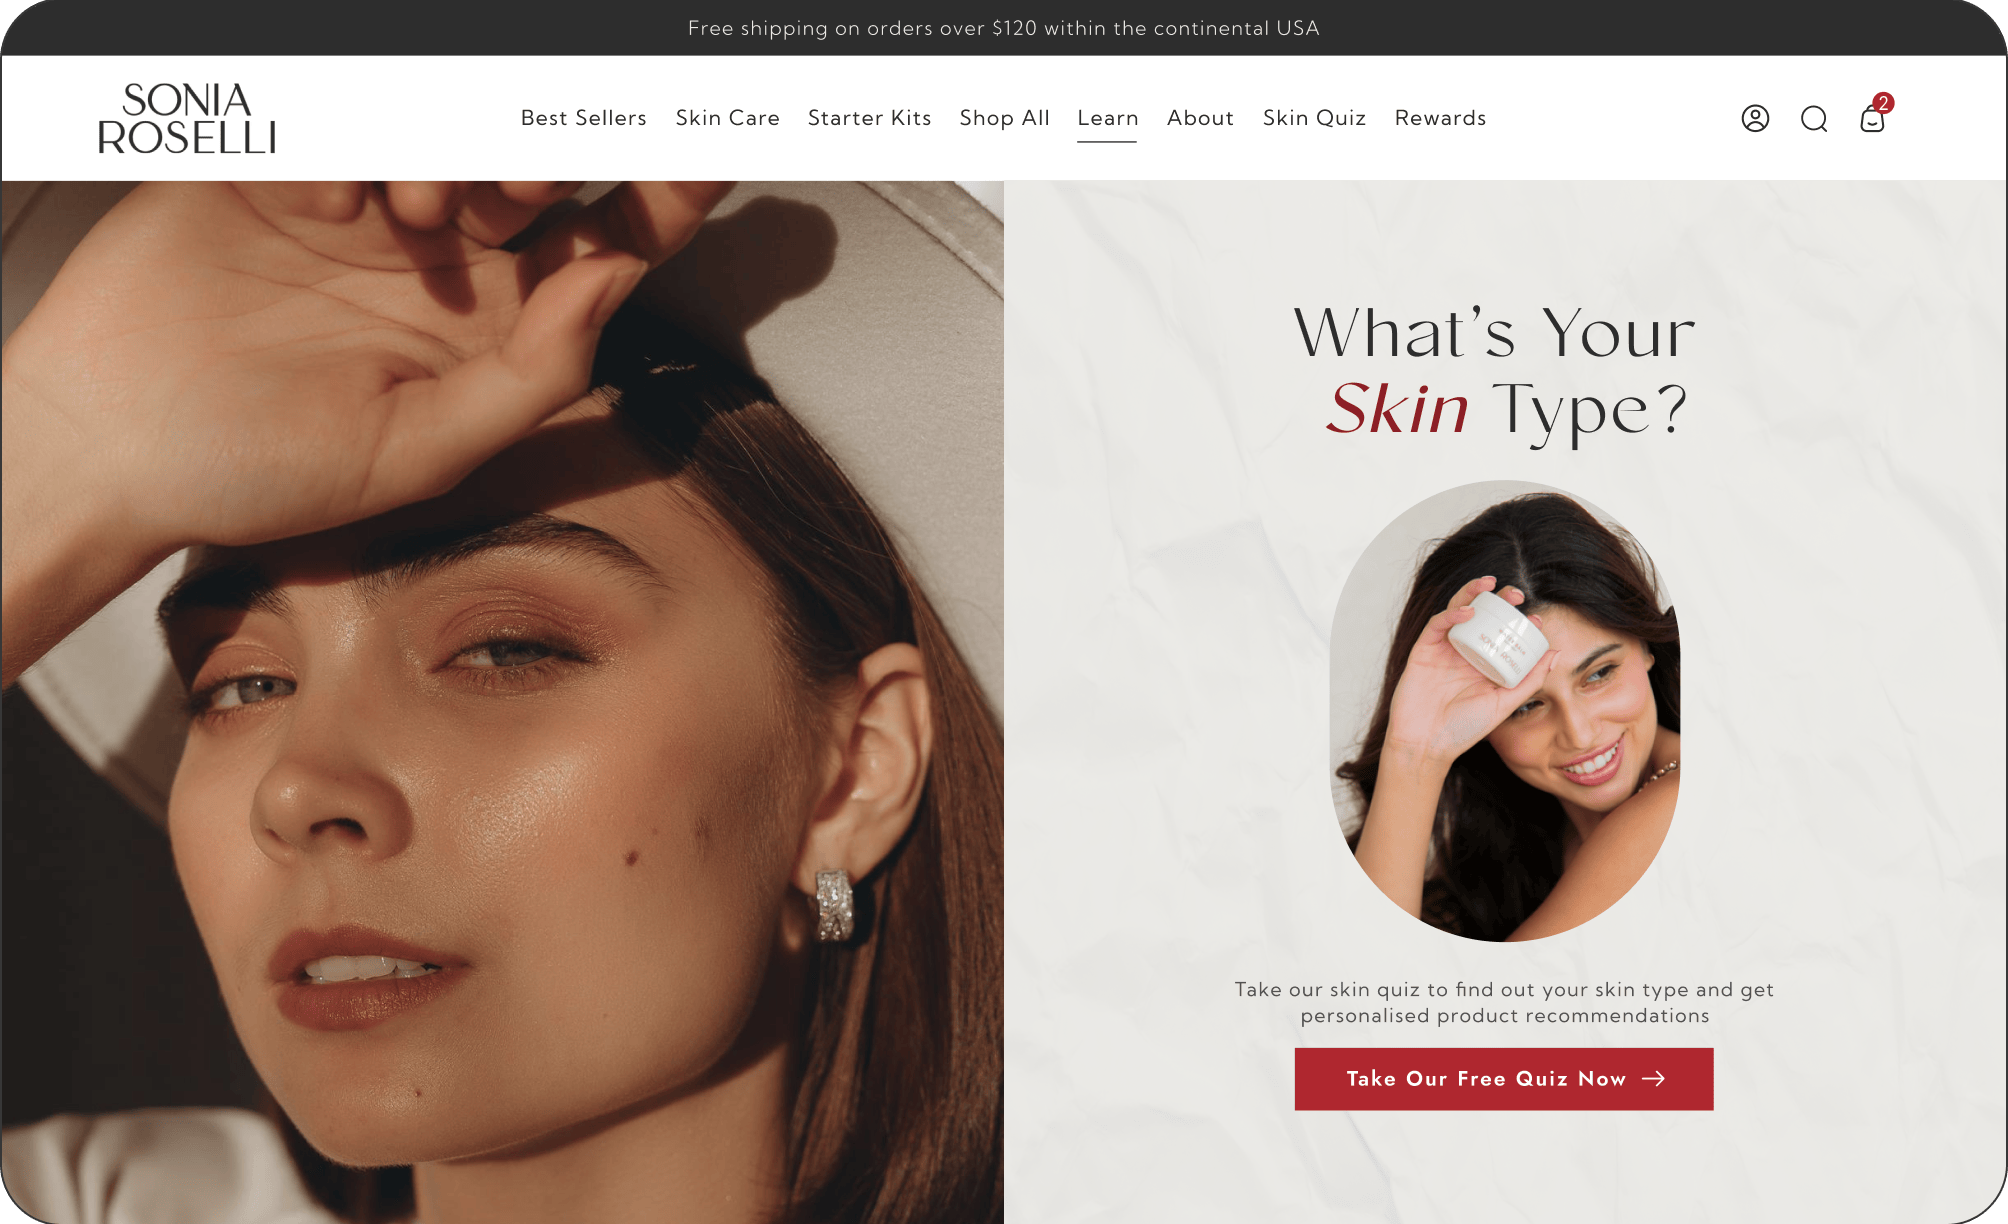 Free shipping on orders over $120 within the continental USA
SONIA
ROSELLI
Best Sellers Skin Care Starter Kits Shop All Learn About Skin Quiz Rewards
2
What’s Your
Skin Type?
SONIA ROSELLI
Take our skin quiz to find out your skin type and get
personalised product recommendations
Take Our Free Quiz Now →